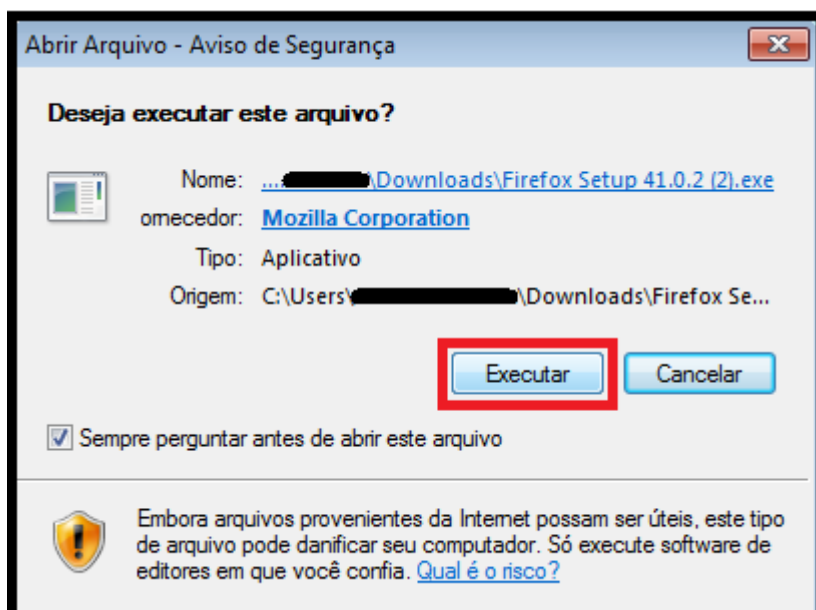 Abrir Arquivo - Aviso de Segurança
Deseja executar este arquivo?
Nome: ...\Downloads\Firefox Setup 41.0.2 (2).exe
ornecedor: Mozilla Corporation
Tipo: Aplicativo
Origem: C:\Users\ \Downloads\Firefox Se...
Executar Cancelar
Sempre perguntar antes de abrir este arquivo
Embora arquivos provenientes da Internet possam ser úteis, este tipo
de arquivo pode danificar seu computador. Só execute software de
editores em que você confia. Qual é o risco?